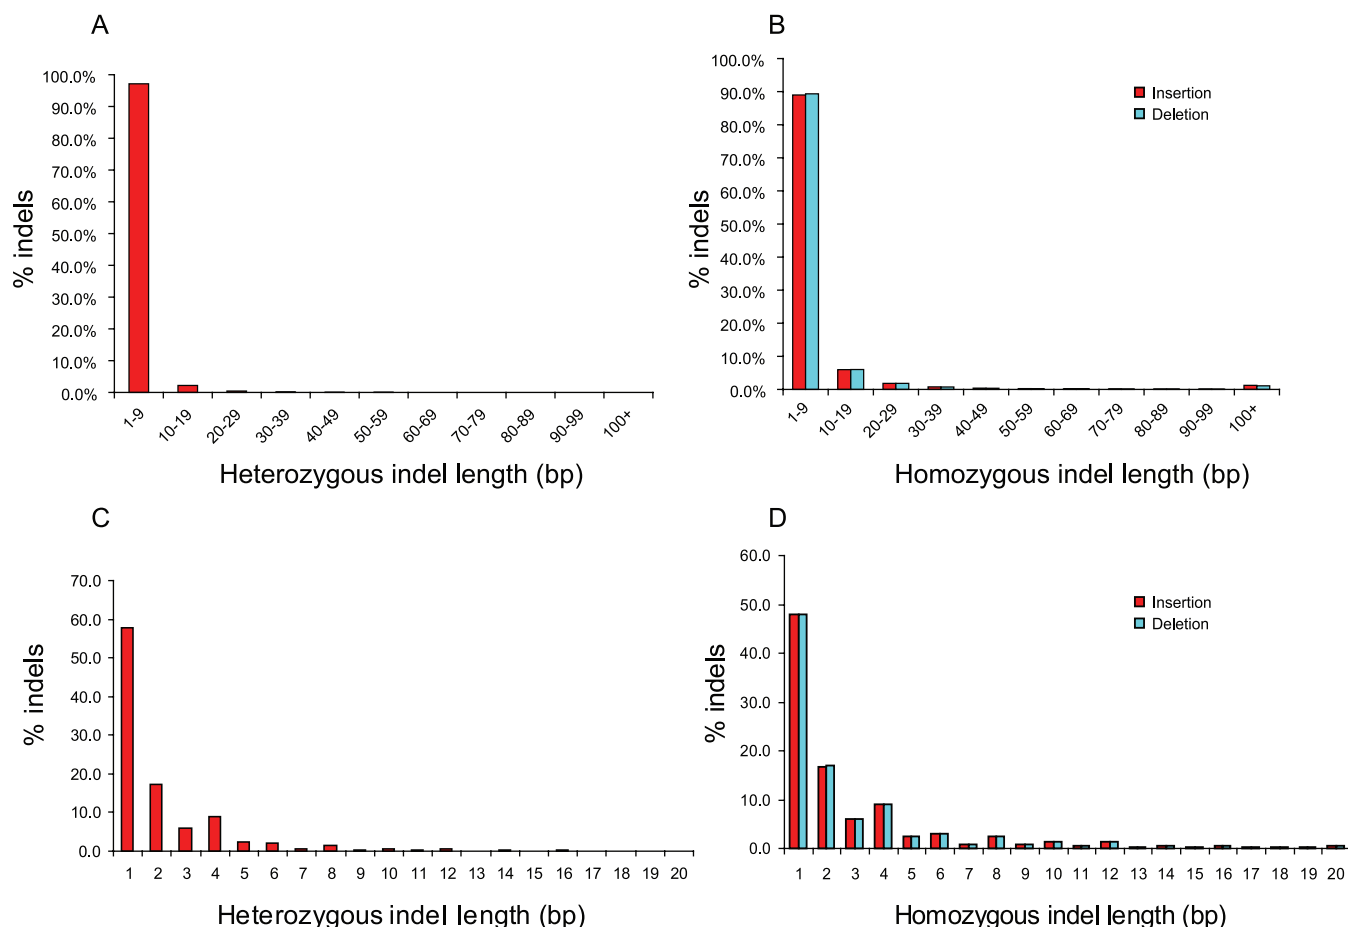 A
100.0%
90.0%
80.0%
70.0%
60.0%
50.0%
40.0%
30.0%
20.0%
10.0%
0.0%
% indels
1-9 10-19 20-29 30-39 40-49 50-59 60-69 70-79 80-89 90-99 100+
Heterozygous indel length (bp)
B
100.0%
90.0%
80.0%
70.0%
60.0%
50.0%
40.0%
30.0%
20.0%
10.0%
0.0%
% indels
Insertion
Deletion
1-9 10-19 20-29 30-39 40-49 50-59 60-69 70-79 80-89 90-99 100+
Homozygous indel length (bp)
C
70.0
60.0
50.0
40.0
30.0
20.0
10.0
0.0
% indels
1 2 3 4 5 6 7 8 9 10 11 12 13 14 15 16 17 18 19 20
Heterozygous indel length (bp)
D
60.0
50.0
40.0
30.0
20.0
10.0
0.0
% indels
Insertion
Deletion
1 2 3 4 5 6 7 8 9 10 11 12 13 14 15 16 17 18 19 20
Homozygous indel length (bp)